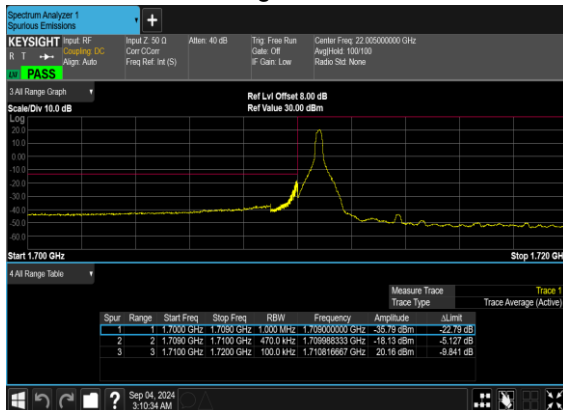 Spectrum Analyzer 1
Spurious Emissions
+
KEYSIGHT Input: RF Input Z: 50 Ω Atten: 40 dB Trig: Free Run Center Freq: 22.005000000 GHz
R T Coupling: DC Corr CCorr Gate: Off Avg|Hold: 100/100
Align: Auto Freq Ref: Int (S) IF Gain: Low Radio Std: None
LXI PASS
3 All Range Graph
Ref Lvl Offset 8.00 dB
Scale/Div 10.0 dB Ref Value 30.00 dBm
Log
20.0
10.0
0.00
-10.0
-20.0
-30.0
-40.0
-50.0
-60.0
Start 1.700 GHz Stop 1.720 GH
4 All Range Table
Measure Trace Trace 1
Trace Type Trace Average (Active)
Spur Range Start Freq Stop Freq RBW Frequency Amplitude ΔLimit
1 1 1.7000 GHz 1.7090 GHz 1.000 MHz 1.709000000 GHz -35.79 dBm -22.79 dB
2 2 1.7090 GHz 1.7100 GHz 470.0 kHz 1.709988333 GHz -18.13 dBm -5.127 dB
3 3 1.7100 GHz 1.7200 GHz 100.0 kHz 1.710816667 GHz 20.16 dBm -9.841 dB
? Sep 04, 2024
3:10:34 AM